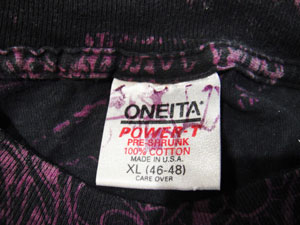 ONEITA
POWER-T
PRE-SHRUNK
100% COTTON
MADE IN U.S.A.
XL (46-48)
CARE OVER